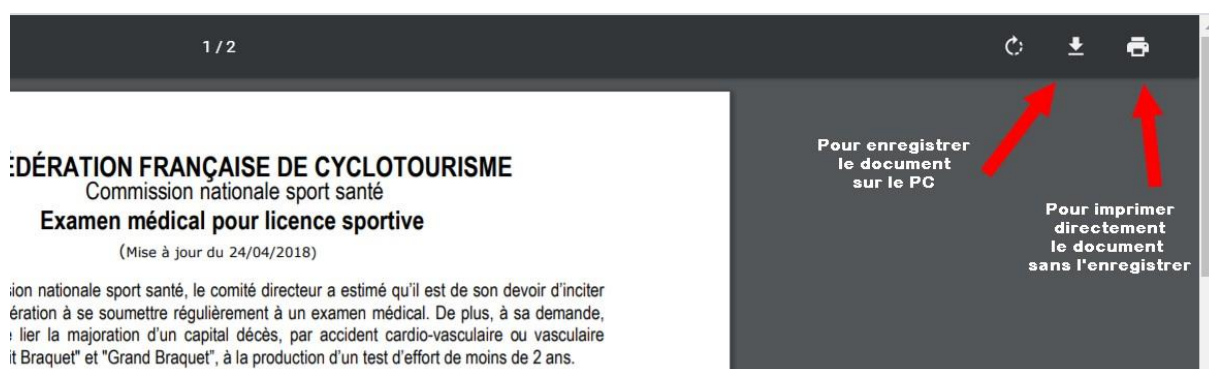 1 / 2
ÉDÉRATION FRANÇAISE DE CYCLOTOURISME
Commission nationale sport santé
Examen médical pour licence sportive
(Mise à jour du 24/04/2018)
sion nationale sport santé, le comité directeur a estimé qu'il est de son devoir d'inciter
ération à se soumettre régulièrement à un examen médical. De plus, à sa demande,
lier la majoration d'un capital décès, par accident cardio-vasculaire ou vasculaire
it Braquet" et "Grand Braquet", à la production d'un test d'effort de moins de 2 ans.
Pour enregistrer
le document
sur le PC
Pour imprimer
directement
le document
sans l'enregistrer